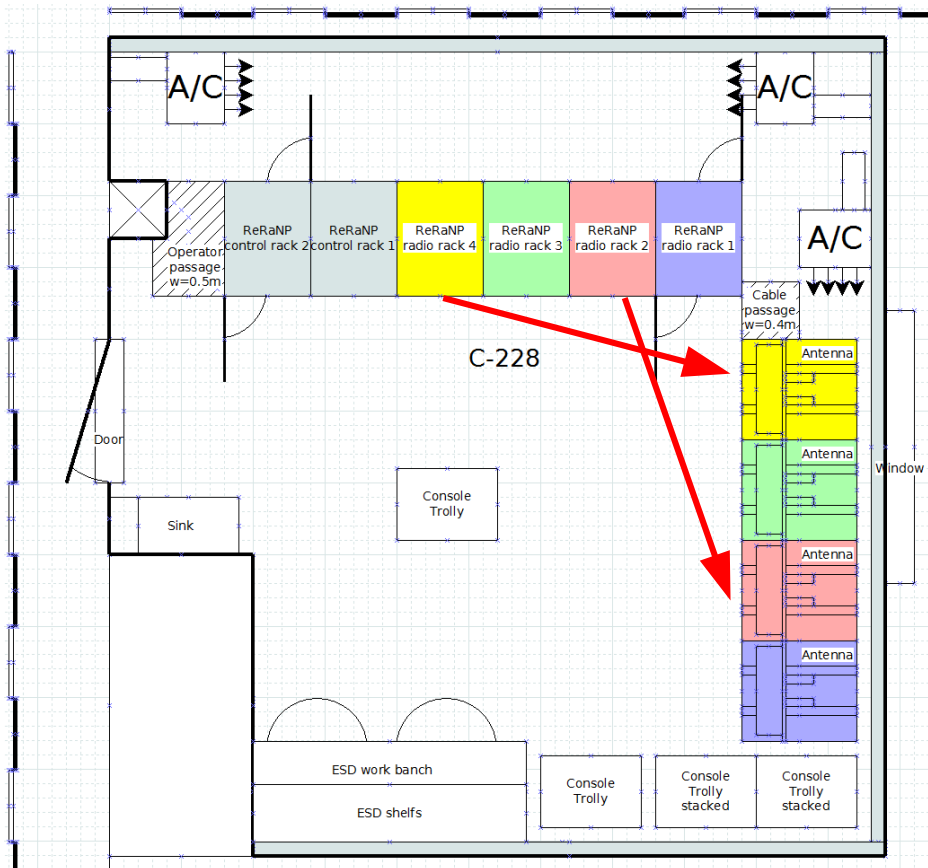 A/C
A/C
ReRaNP
control rack 2
ReRaNP
control rack 1
ReRaNP
radio rack 4
ReRaNP
radio rack 3
ReRaNP
radio rack 2
ReRaNP
radio rack 1
A/C
Operator
passage
w=0.5m
Cable
passage
w=0.4m
C-228
Antenna
Door
Antenna
Window
Console
Trolly
Sink
Antenna
Antenna
ESD work banch
ESD shelfs
Console
Trolly
Console
Trolly
stacked
Console
Trolly
stacked